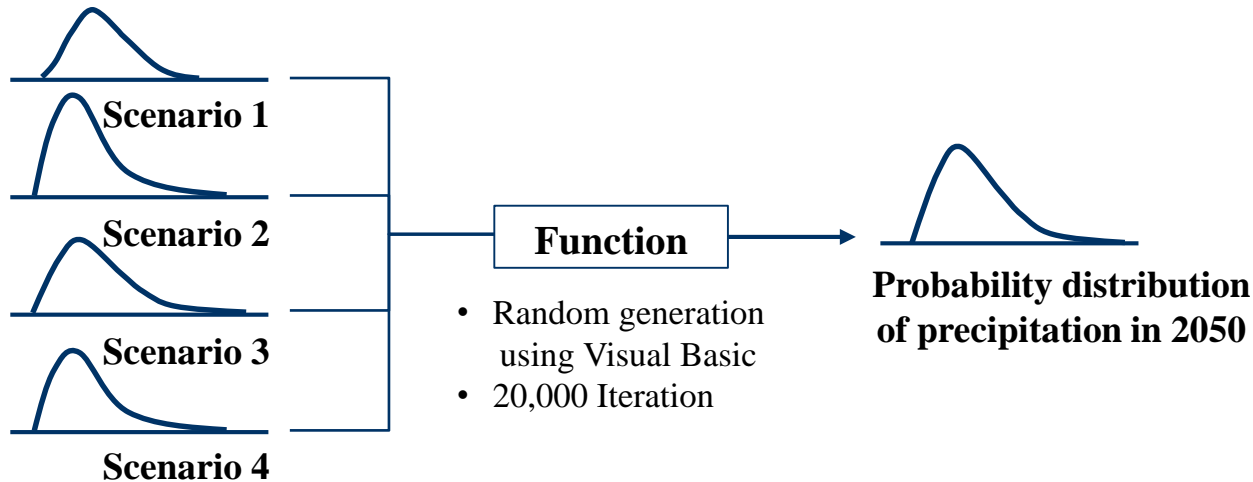 Scenario 1
Scenario 2
Scenario 3
Scenario 4
Function
• Random generation
using Visual Basic
• 20,000 Iteration
Probability distribution
of precipitation in 2050